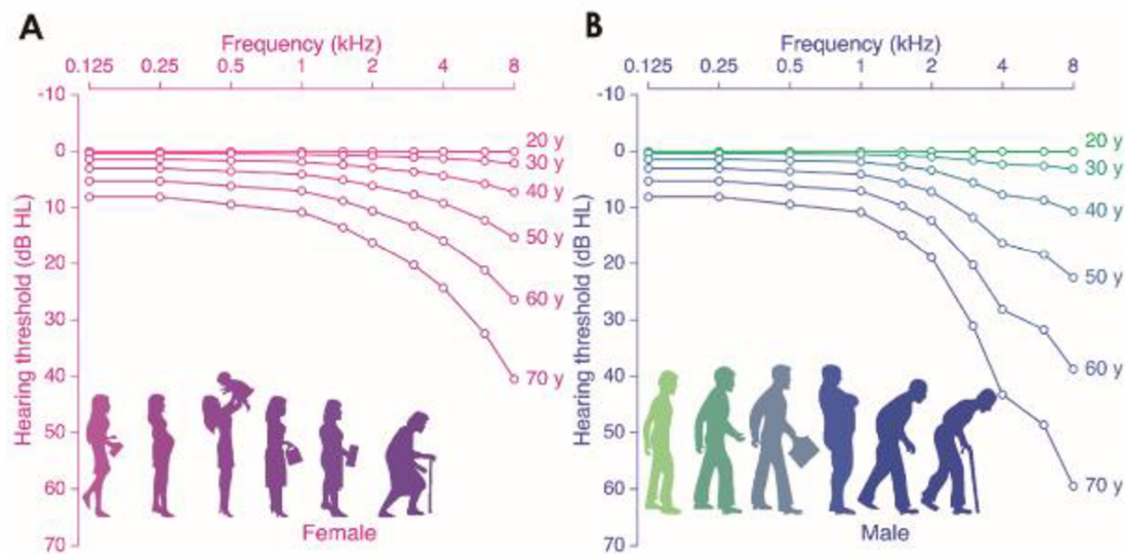 A
Frequency (kHz)
0.125 0.25 0.5 1 2 4 8
Hearing threshold (dB HL)
-10
0
10
20
30
40
50
60
70
20 y
30 y
40 y
50 y
60 y
70 y
Female
B
Frequency (kHz)
0.125 0.25 0.5 1 2 4 8
Hearing threshold (dB HL)
-10
0
10
20
30
40
50
60
70
20 y
30 y
40 y
50 y
60 y
70 y
Male